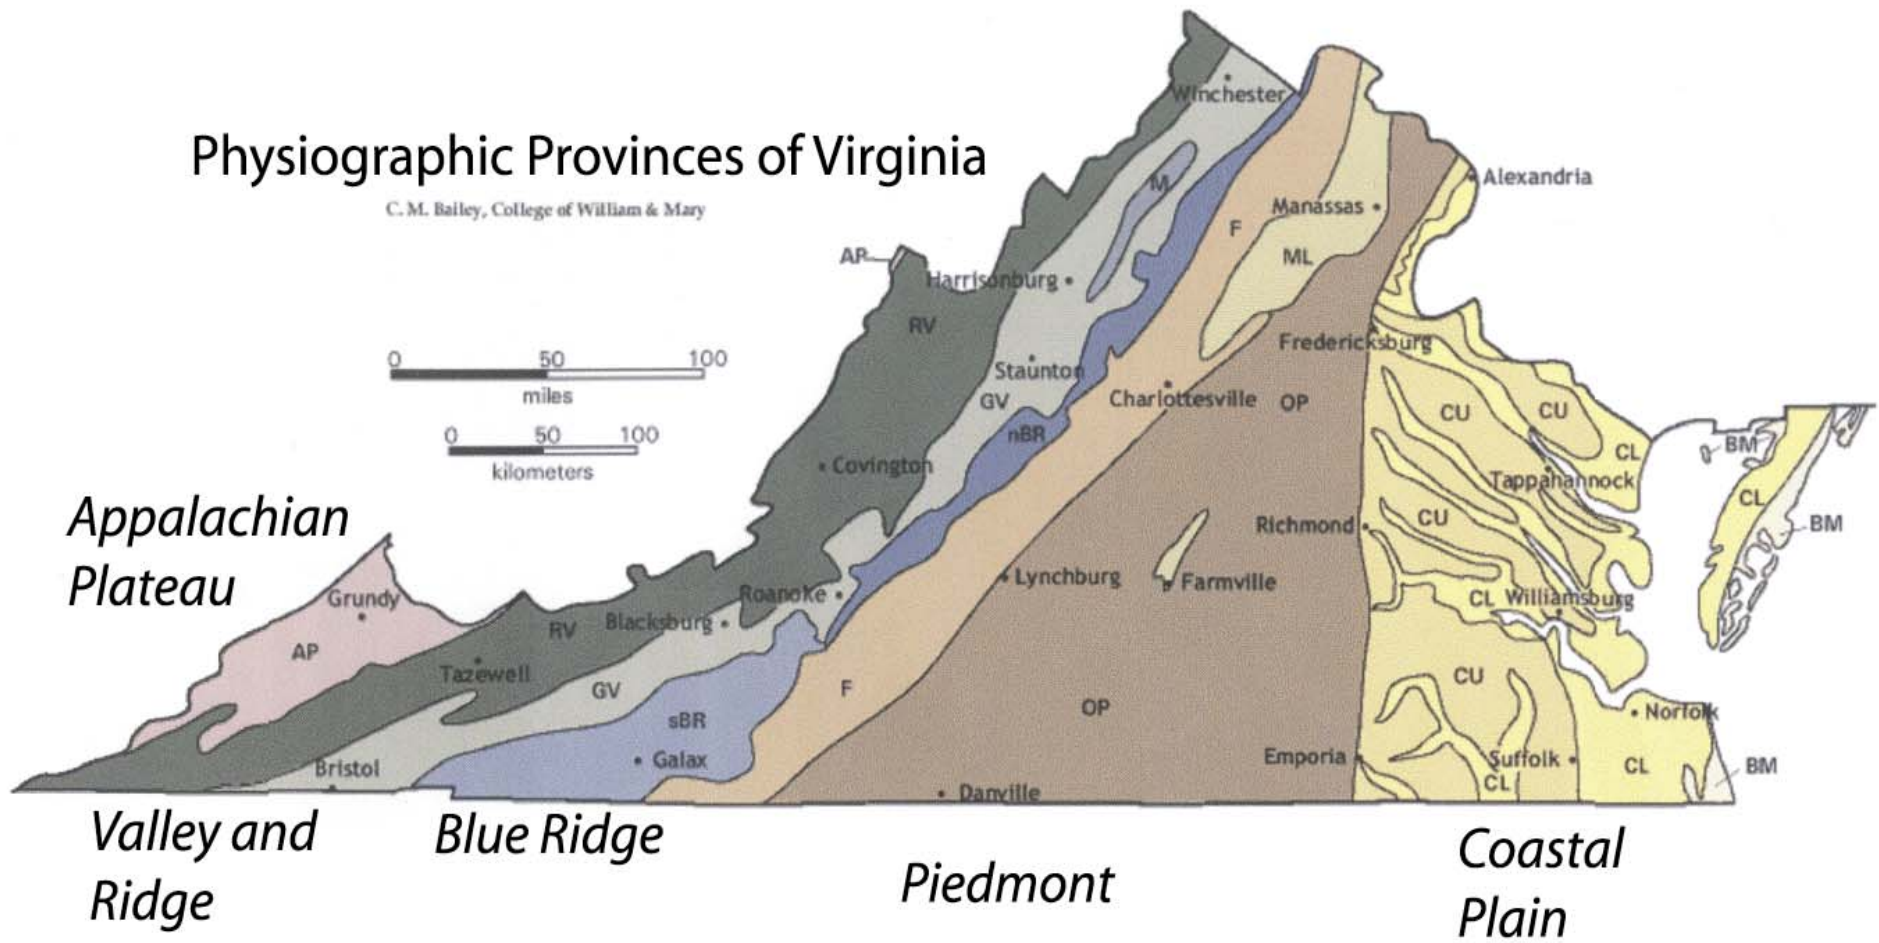 Physiographic Provinces of Virginia
C. M. Bailey, College of William & Mary
Winchester
M
Alexandria
Manassas
F
ML
AP
Harrisonburg
RV
Fredericksburg
0 50 100
miles
Staunton
GV
Charlottesville
OP
CU
CU
nBR
0 50 100
kilometers
CL
BM
Covington
Tappahannock
CL
Appalachian
Plateau
Richmond
CU
BM
Grundy
Roanoke
Lynchburg
Farmville
CL
Williamsburg
Blacksburg
RV
AP
Tazewell
GV
F
CU
sBR
OP
Norfolk
Bristol
Galax
Emporia
Suffolk
CL
CL
BM
Danville
Valley and
Ridge
Blue Ridge
Piedmont
Coastal
Plain